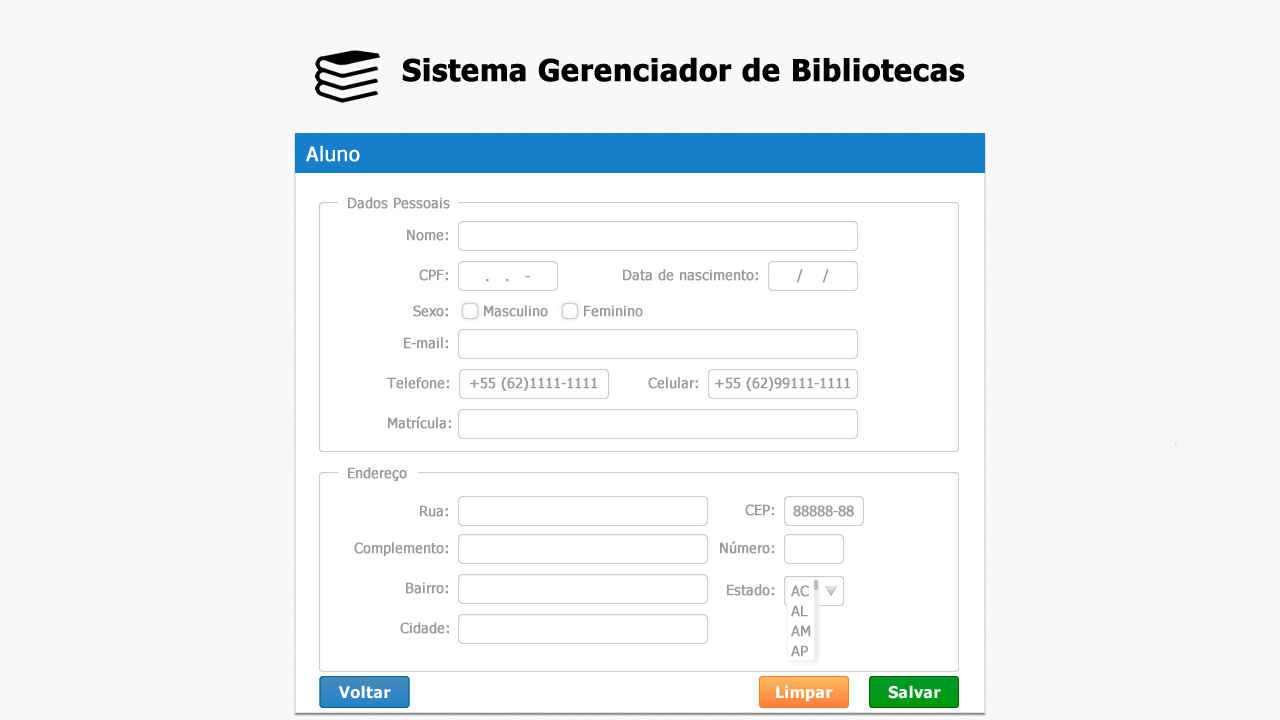 Sistema Gerenciador de Bibliotecas
Aluno
Dados Pessoais
Nome:
CPF: . . - Data de nascimento: / /
Sexo: Masculino Feminino
E-mail:
Telefone: +55 (62)1111-1111 Celular: +55 (62)99111-1111
Matrícula:
Endereço
Rua: CEP: 88888-88
Complemento: Número:
Bairro: Estado: AC
AL
Cidade: AM
AP
Voltar Limpar Salvar